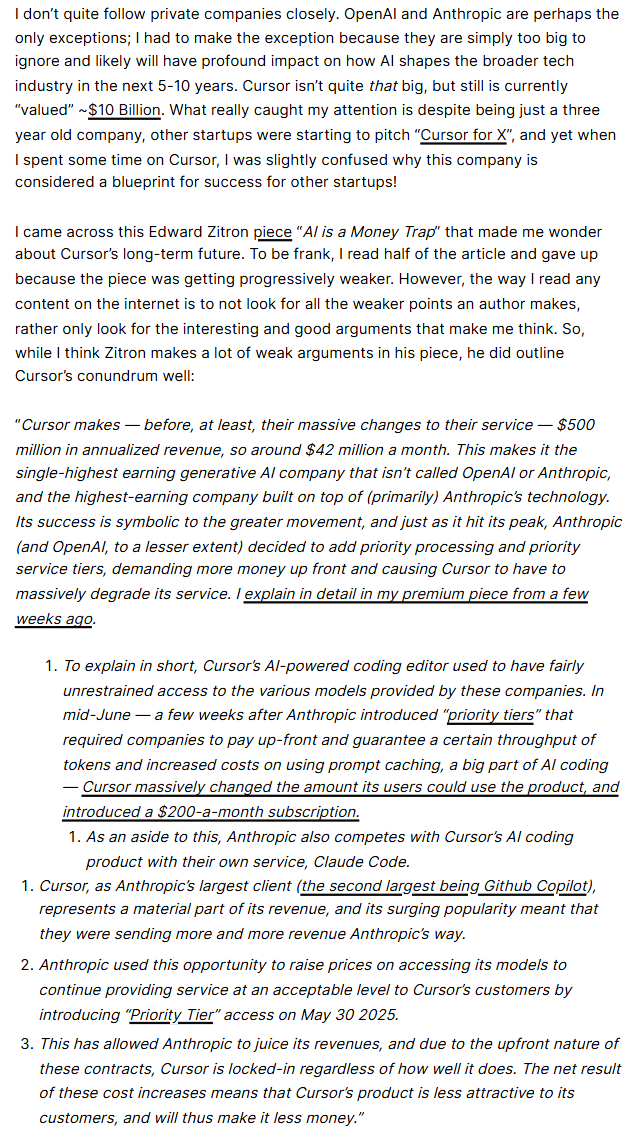 I don’t quite follow private companies closely. OpenAI and Anthropic are perhaps the
only exceptions; I had to make the exception because they are simply too big to
ignore and likely will have profound impact on how AI shapes the broader tech
industry in the next 5-10 years. Cursor isn’t quite that big, but still is currently
“valued” ~$10 Billion. What really caught my attention is despite being just a three
year old company, other startups were starting to pitch “Cursor for X”, and yet when
I spent some time on Cursor, I was slightly confused why this company is
considered a blueprint for success for other startups!
I came across this Edward Zitron piece “AI is a Money Trap” that made me wonder
about Cursor’s long-term future. To be frank, I read half of the article and gave up
because the piece was getting progressively weaker. However, the way I read any
content on the internet is to not look for all the weaker points an author makes,
rather only look for the interesting and good arguments that make me think. So,
while I think Zitron makes a lot of weak arguments in his piece, he did outline
Cursor’s conundrum well:
“Cursor makes — before, at least, their massive changes to their service — $500
million in annualized revenue, so around $42 million a month. This makes it the
single-highest earning generative AI company that isn’t called OpenAI or Anthropic,
and the highest-earning company built on top of (primarily) Anthropic’s technology.
Its success is symbolic to the greater movement, and just as it hit its peak, Anthropic
(and OpenAI, to a lesser extent) decided to add priority processing and priority
service tiers, demanding more money up front and causing Cursor to have to
massively degrade its service. I explain in detail in my premium piece from a few
weeks ago.
1. To explain in short, Cursor’s AI-powered coding editor used to have fairly
unrestrained access to the various models provided by these companies. In
mid-June — a few weeks after Anthropic introduced “priority tiers” that
required companies to pay up-front and guarantee a certain throughput of
tokens and increased costs on using prompt caching, a big part of AI coding
— Cursor massively changed the amount its users could use the product, and
introduced a $200-a-month subscription.
1. As an aside to this, Anthropic also competes with Cursor’s AI coding
product with their own service, Claude Code.
1. Cursor, as Anthropic’s largest client (the second largest being Github Copilot),
represents a material part of its revenue, and its surging popularity meant that
they were sending more and more revenue Anthropic’s way.
2. Anthropic used this opportunity to raise prices on accessing its models to
continue providing service at an acceptable level to Cursor’s customers by
introducing “Priority Tier” access on May 30 2025.
3. This has allowed Anthropic to juice its revenues, and due to the upfront nature of
these contracts, Cursor is locked-in regardless of how well it does. The net result
of these cost increases means that Cursor’s product is less attractive to its
customers, and will thus make it less money.”